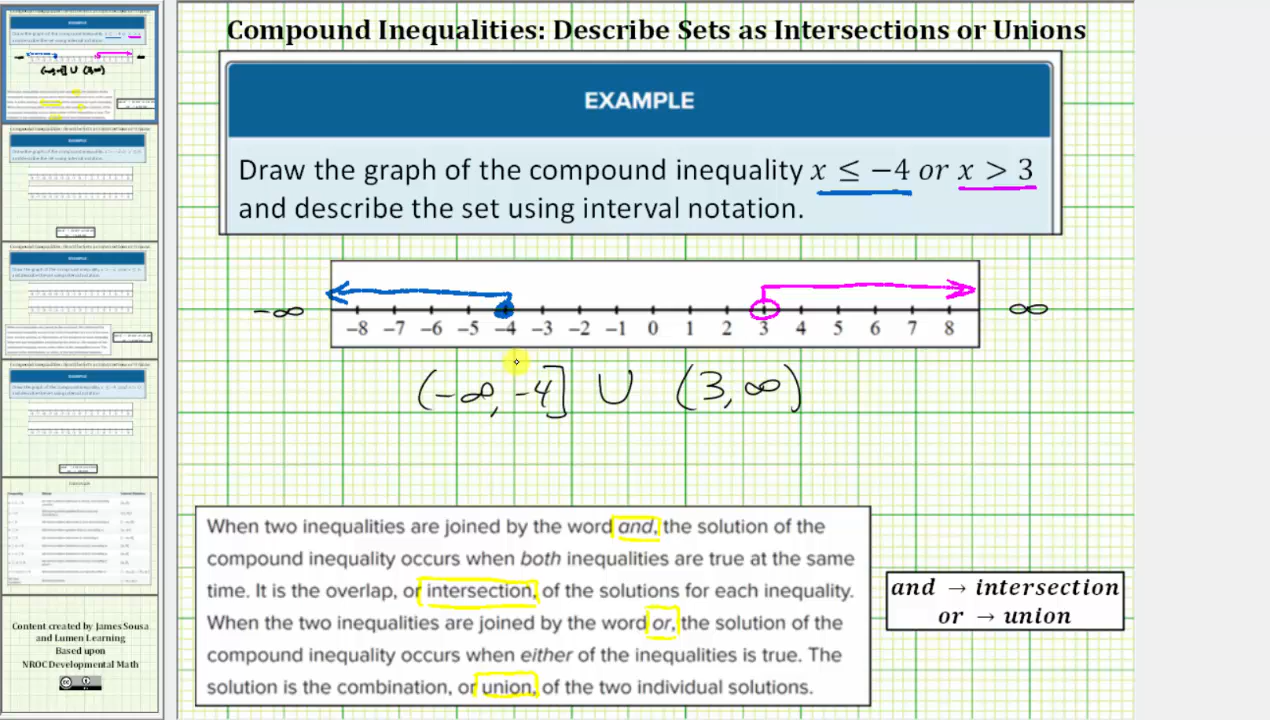 Compound Inequalities: Describe Sets as Intersections or Unions
EXAMPLE
Draw the graph of the compound inequality x ≤ −4 or x > 3
and describe the set using interval notation.
-∞ ∞
−8 −7 −6 −5 −4 −3 −2 −1 0 1 2 3 4 5 6 7 8
(-∞, -4] ∪ (3, ∞)
When two inequalities are joined by the word and, the solution of the
compound inequality occurs when both inequalities are true at the same
time. It is the overlap, or intersection, of the solutions for each inequality.
When the two inequalities are joined by the word or, the solution of the
compound inequality occurs when either of the inequalities is true. The
solution is the combination, or union, of the two individual solutions.
and → intersection
or → union
Content created by James Sousa
and Lumen Learning
Based upon
NROC Developmental Math